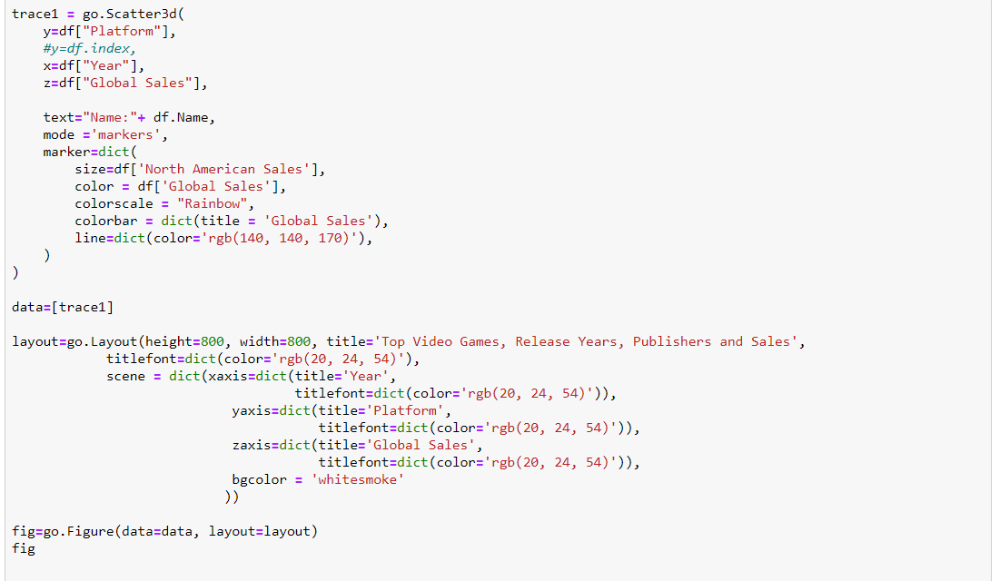 trace1 = go.Scatter3d(
    y=df["Platform"],
    #y=df.index,
    x=df["Year"],
    z=df["Global Sales"],

    text="Name:"+ df.Name,
    mode ='markers',
    marker=dict(
        size=df['North American Sales'],
        color = df['Global Sales'],
        colorscale = "Rainbow",
        colorbar = dict(title = 'Global Sales'),
        line=dict(color='rgb(140, 140, 170)'),
    )
)

data=[trace1]

layout=go.Layout(height=800, width=800, title='Top Video Games, Release Years, Publishers and Sales',
            titlefont=dict(color='rgb(20, 24, 54)'),
            scene = dict(xaxis=dict(title='Year',
                                    titlefont=dict(color='rgb(20, 24, 54)')),
                            yaxis=dict(title='Platform',
                                       titlefont=dict(color='rgb(20, 24, 54)')),
                            zaxis=dict(title='Global Sales',
                                       titlefont=dict(color='rgb(20, 24, 54)')),
                            bgcolor = 'whitesmoke'
                           ))

fig=go.Figure(data=data, layout=layout)
fig